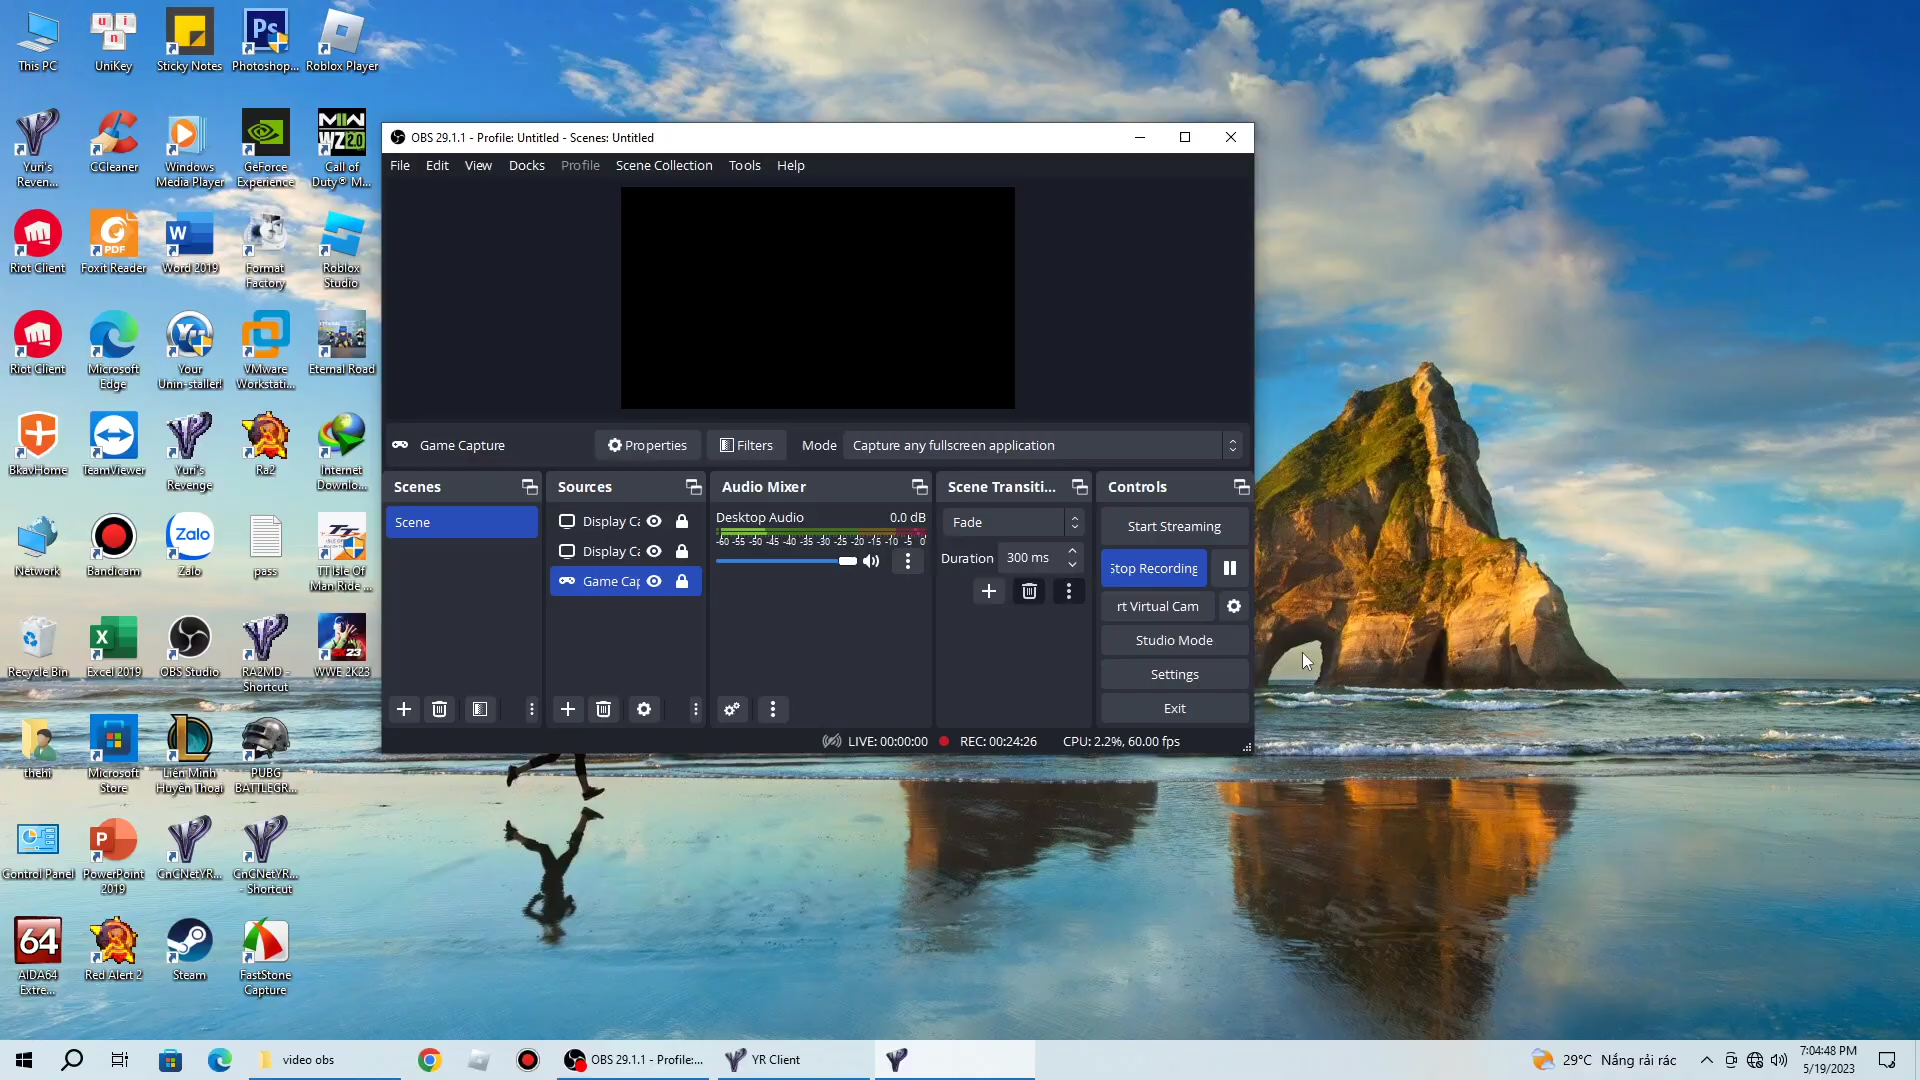 This PC
UniKey
Sticky Notes
Photoshop...
Roblox Player
Yuri's
Reven...
CCleaner
Windows
Media Player
GeForce
Experience
Call of
Duty® M...
Riot Client
Foxit Reader
Word 2019
Format
Factory
Roblox
Studio
Riot Client
Microsoft
Edge
Your
Unin-staller!
VMware
Workstati...
Eternal Road
BkavHome
TeamViewer
Yuri's
Revenge
Ra2
Internet
Downlo...
Network
Bandicam
Zalo
pass
TT Isle Of
Man Ride ...
Recycle Bin
Excel 2019
OBS Studio
RA2MD -
Shortcut
WWE 2K23
thehi
Microsoft
Store
Liên Minh
Huyền Thoại
PUBG
BATTLEGR...
Control Panel
PowerPoint
2019
CnCNetYR...
CnCNetYR...
- Shortcut
AIDA64
Extre...
Red Alert 2
Steam
FastStone
Capture
OBS 29.1.1 - Profile: Untitled - Scenes: Untitled
File Edit View Docks Profile Scene Collection Tools Help
Game Capture Properties Filters Mode Capture any fullscreen application
Scenes
Scene
Sources
Display Ca
Display Ca
Game Cap
Audio Mixer
Desktop Audio 0.0 dB
-60 -55 -50 -45 -40 -35 -30 -25 -20 -15 -10 -5 0
Scene Transiti...
Fade
Duration 300 ms
Controls
Start Streaming
Stop Recording
rt Virtual Cam
Studio Mode
Settings
Exit
LIVE: 00:00:00 REC: 00:24:26 CPU: 2.2%, 60.00 fps
video obs
OBS 29.1.1 - Profile:...
YR Client
29°C Nắng rải rác
7:04:48 PM
5/19/2023